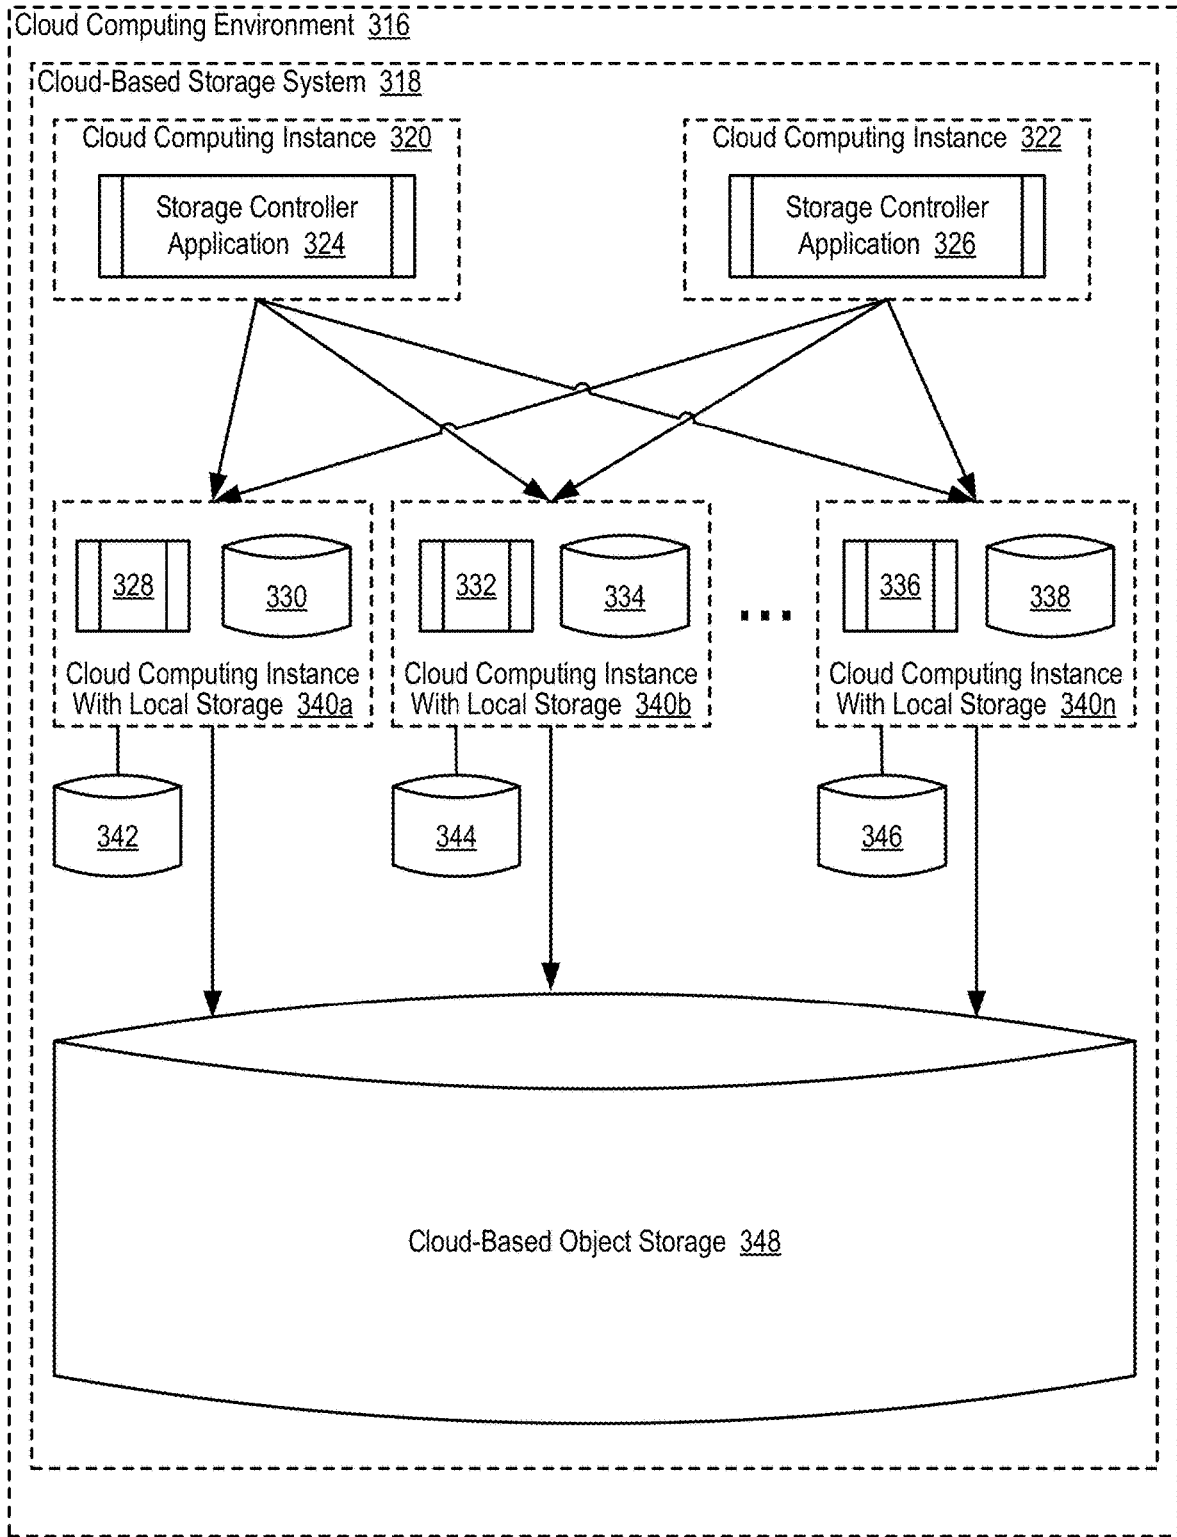 Cloud Computing Environment 316
Cloud-Based Storage System 318
Cloud Computing Instance 320
Storage Controller
Application 324
Cloud Computing Instance 322
Storage Controller
Application 326
328
330
Cloud Computing Instance
With Local Storage 340a
332
334
Cloud Computing Instance
With Local Storage 340b
...
336
338
Cloud Computing Instance
With Local Storage 340n
342
344
346
Cloud-Based Object Storage 348